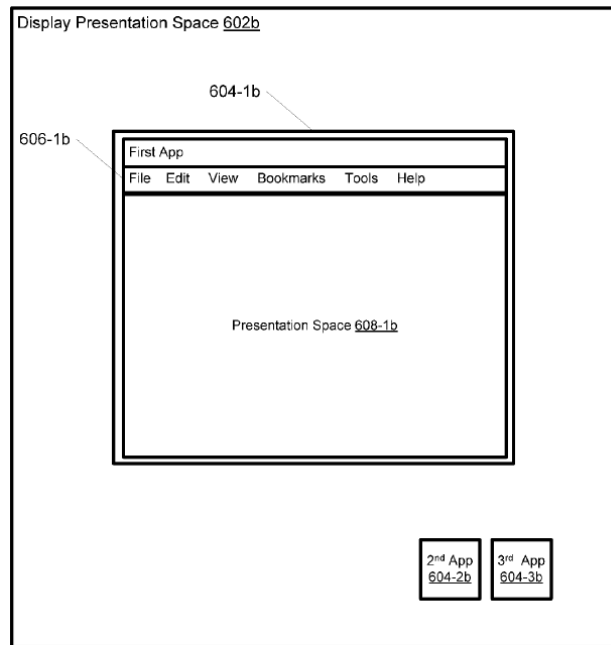 Display Presentation Space 602b
604-1b
606-1b
First App
File Edit View Bookmarks Tools Help
Presentation Space 608-1b
2nd App
604-2b
3rd App
604-3b